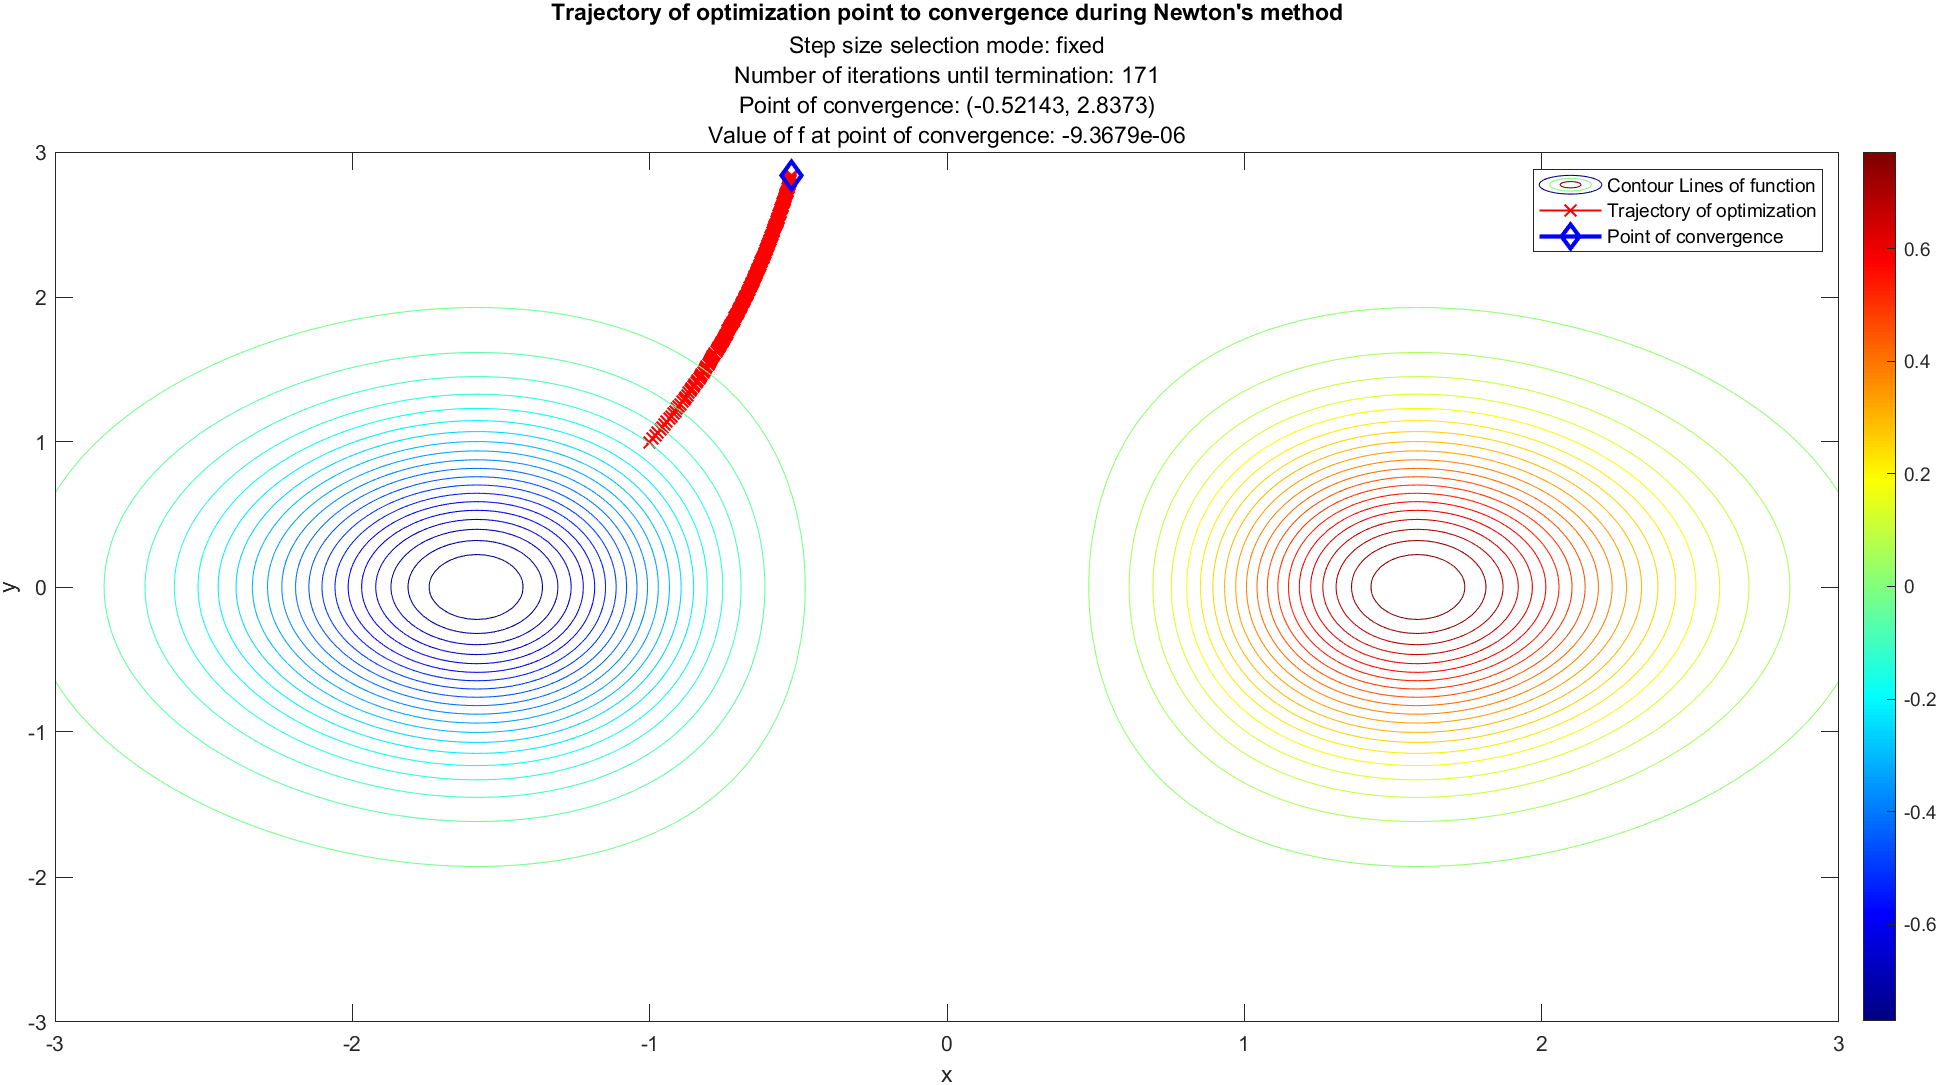 Trajectory of optimization point to convergence during Newton's method
Step size selection mode: fixed
Number of iterations until termination: 171
Point of convergence: (-0.52143, 2.8373)
Value of f at point of convergence: -9.3679e-06
Contour Lines of function
Trajectory of optimization
Point of convergence
3
2
1
0
-1
-2
-3
y
-3
-2
-1
0
1
2
3
x
0.6
0.4
0.2
0
-0.2
-0.4
-0.6